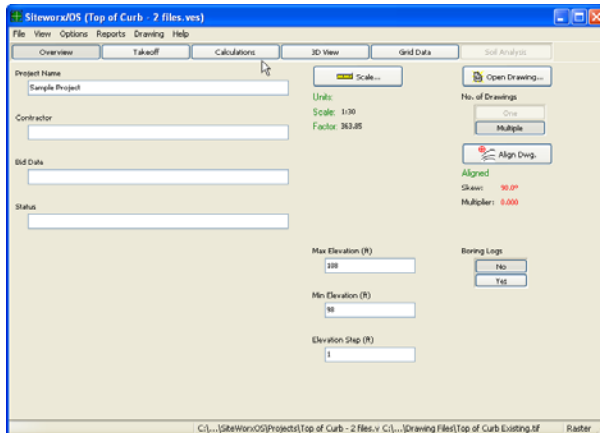 Siteworx/OS (Top of Curb - 2 files.ves)
File View Options Reports Drawing Help
Overview Takeoff Calculations 3D View Grid Data Soil Analysis
Project Name
Sample Project
Contractor
Bid Date
Status
Scale...
Units:
Scale: 1:30
Factor: 363.85
Open Drawing...
No. of Drawings
One
Multiple
Align Dwg.
Aligned
Skew: 90.0º
Multiplier: 0.000
Max Elevation (ft)
108
Min Elevation (ft)
98
Elevation Step (ft)
1
Boring Logs
No
Yes
C:\...\SiteWorxOS\Projects\Top of Curb - 2 files.v C:\...\Drawing Files\Top of Curb Existing.tif Raster